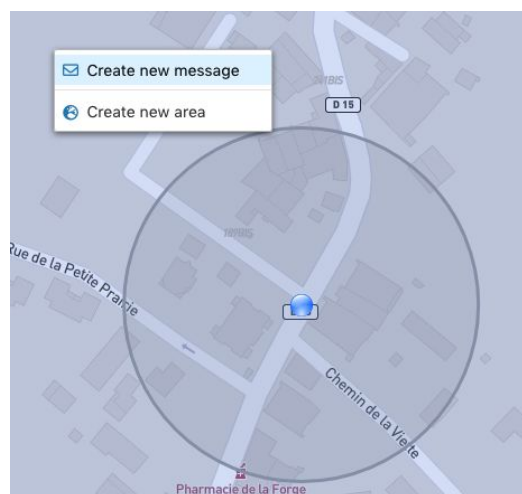 Create new message
Create new area
D 15
Rue de la Petite Prairie
Chemin de la Viette
Pharmacie de la Forge